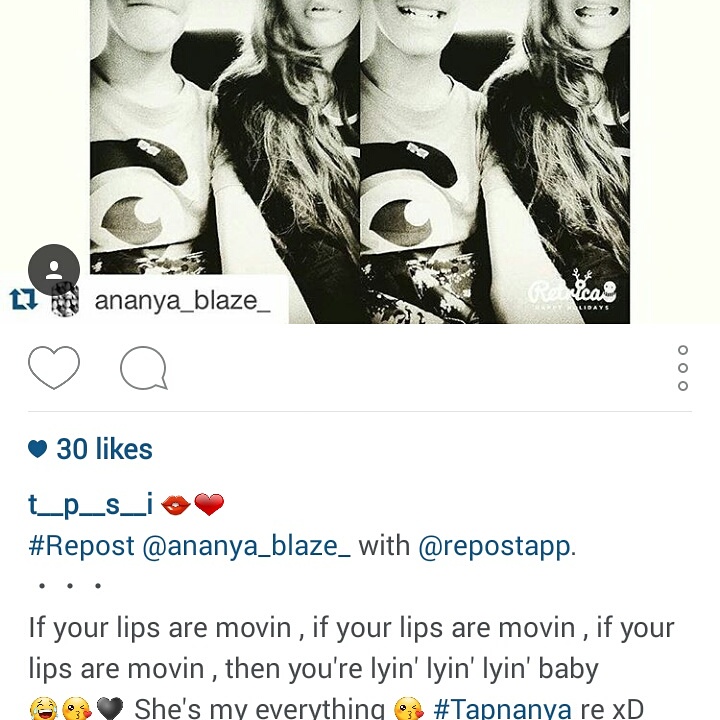 Retrica
HAPPY HOLIDAYS
ananya_blaze_
30 likes
t__p__s__i 💋❤
#Repost @ananya_blaze_ with @repostapp.
・・・
If your lips are movin , if your lips are movin , if your
lips are movin , then you're lyin' lyin' lyin' baby
😂😘🖤 She's my everything 😘 #Tapnanya re xD